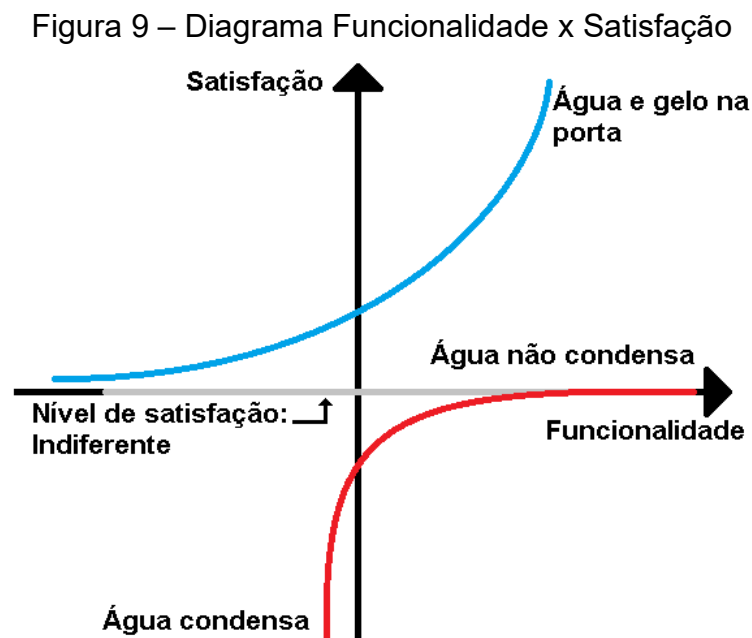 Figura 9 – Diagrama Funcionalidade x Satisfação
Satisfação
Água e gelo na
porta
Água não condensa
Nível de satisfação:
Indiferente
Funcionalidade
Água condensa